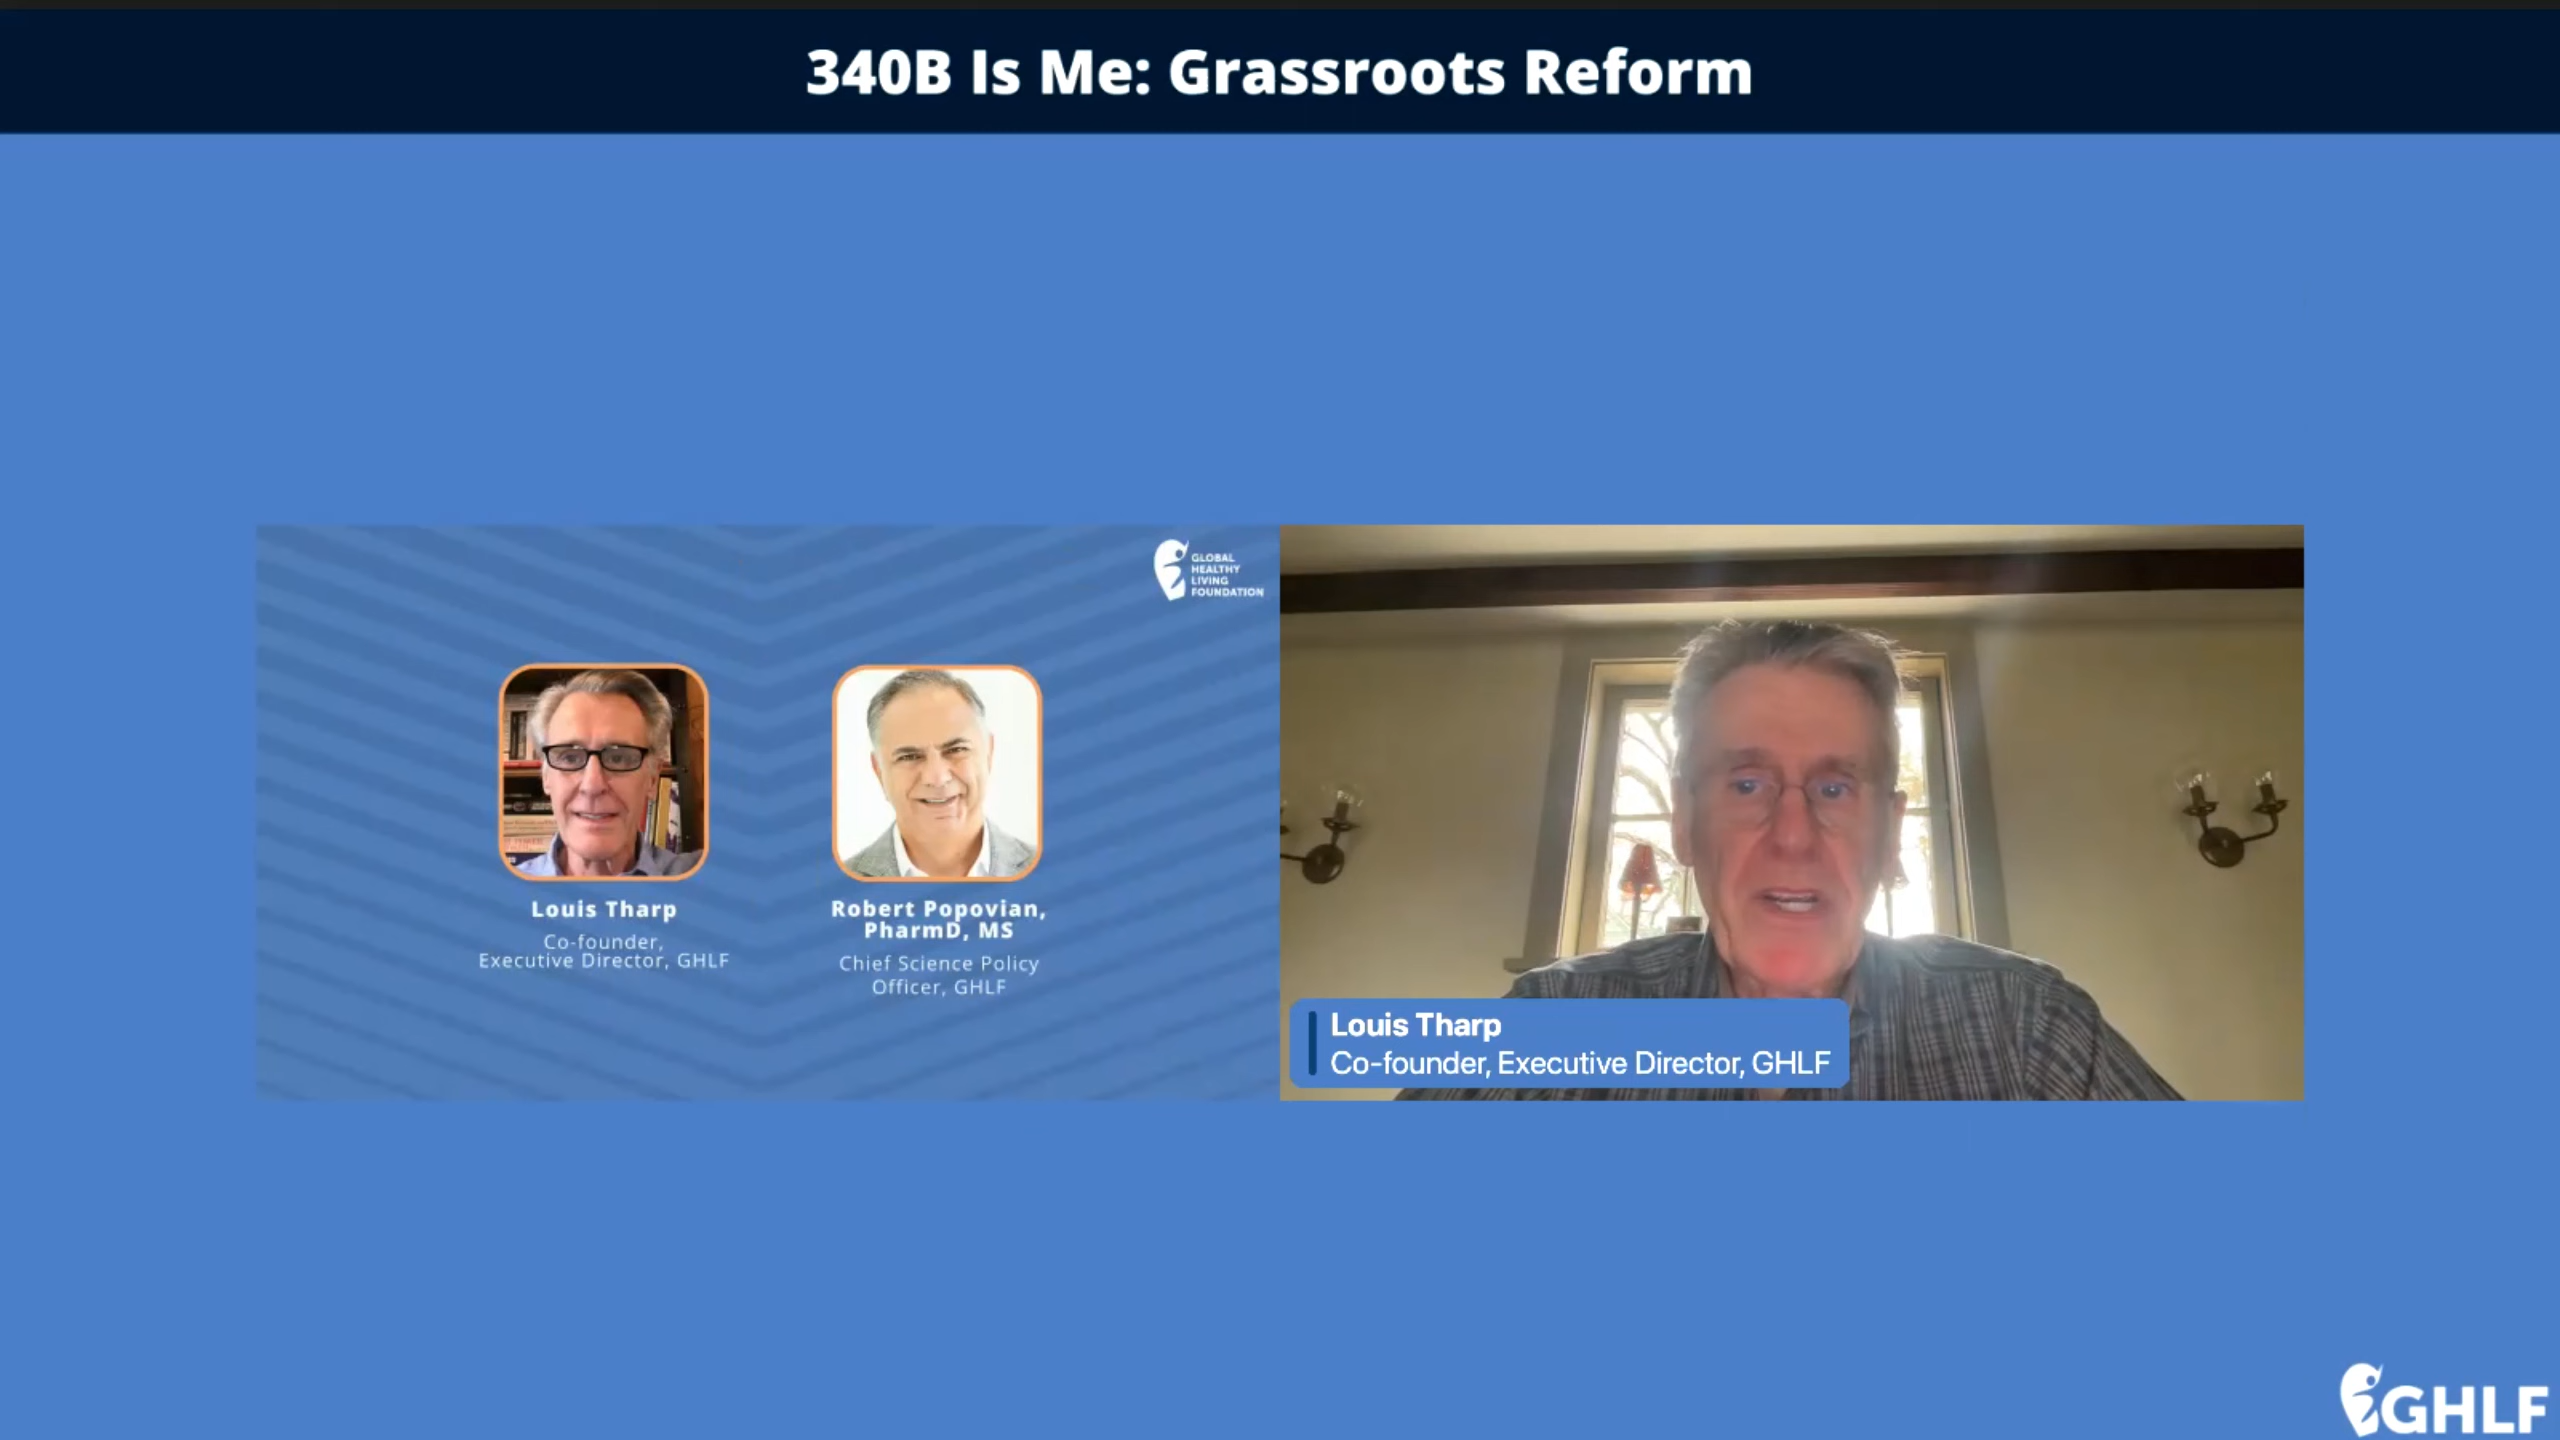 340B Is Me: Grassroots Reform
GLOBAL
HEALTHY
LIVING
FOUNDATION
Louis Tharp
Co-founder,
Executive Director, GHLF
Robert Popovian,
PharmD, MS
Chief Science Policy
Officer, GHLF
Louis Tharp
Co-founder, Executive Director, GHLF
GHLF